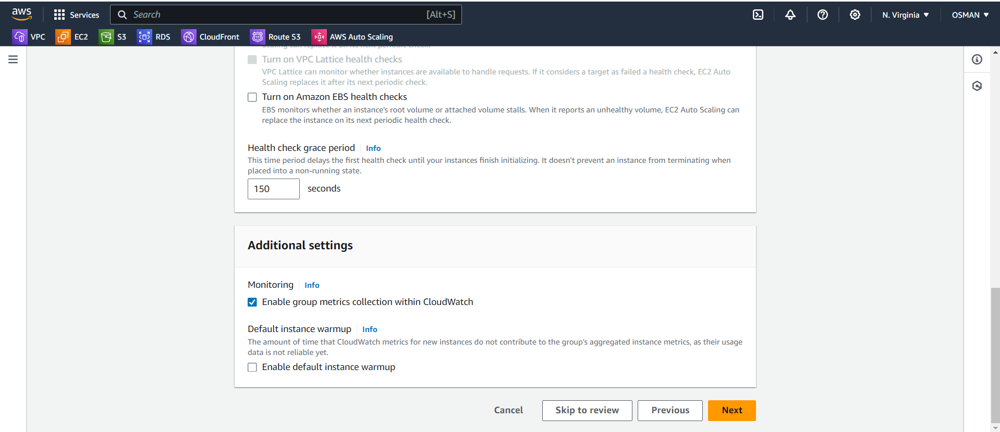 aws
Services
Search
[Alt+S]
N. Virginia
OSMAN
VPC
EC2
S3
RDS
CloudFront
Route 53
AWS Auto Scaling
Scaling can replace it on its next periodic check.
Turn on VPC Lattice health checks
VPC Lattice can monitor whether instances are available to handle requests. If it considers a target as failed a health check, EC2 Auto
Scaling replaces it after its next periodic check.
Turn on Amazon EBS health checks
EBS monitors whether an instance's root volume or attached volume stalls. When it reports an unhealthy volume, EC2 Auto Scaling can
replace the instance on its next periodic health check.
Health check grace period
Info
This time period delays the first health check until your instances finish initializing. It doesn't prevent an instance from terminating when
placed into a non-running state.
150
seconds
Additional settings
Monitoring
Info
Enable group metrics collection within CloudWatch
Default instance warmup
Info
The amount of time that CloudWatch metrics for new instances do not contribute to the group's aggregated instance metrics, as their usage
data is not reliable yet.
Enable default instance warmup
Cancel
Skip to review
Previous
Next